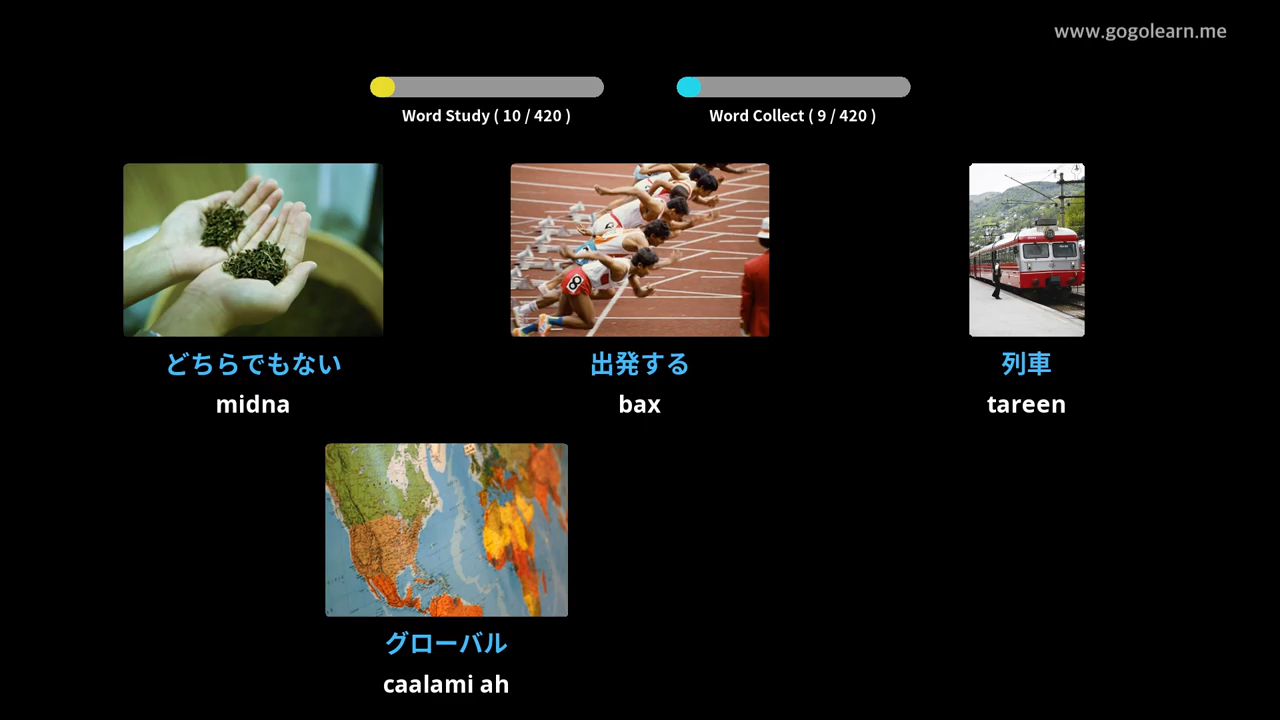 www.gogolearn.me
Word Study ( 10 / 420 )
Word Collect ( 9 / 420 )
どちらでもない
midna
出発する
bax
列車
tareen
グローバル
caalami ah